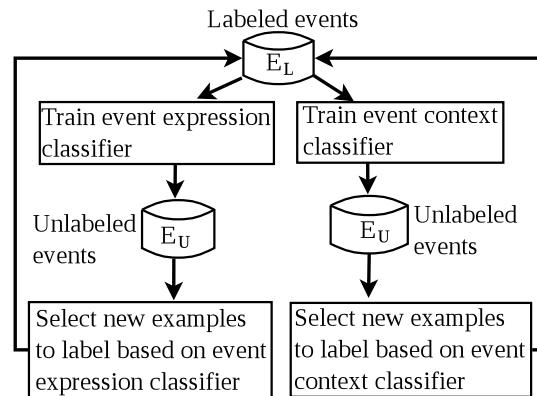 Labeled events
E_L
Train event expression
classifier
Train event context
classifier
Unlabeled
events
E_U
E_U
Unlabeled
events
Select new examples
to label based on event
expression classifier
Select new examples
to label based on event
context classifier